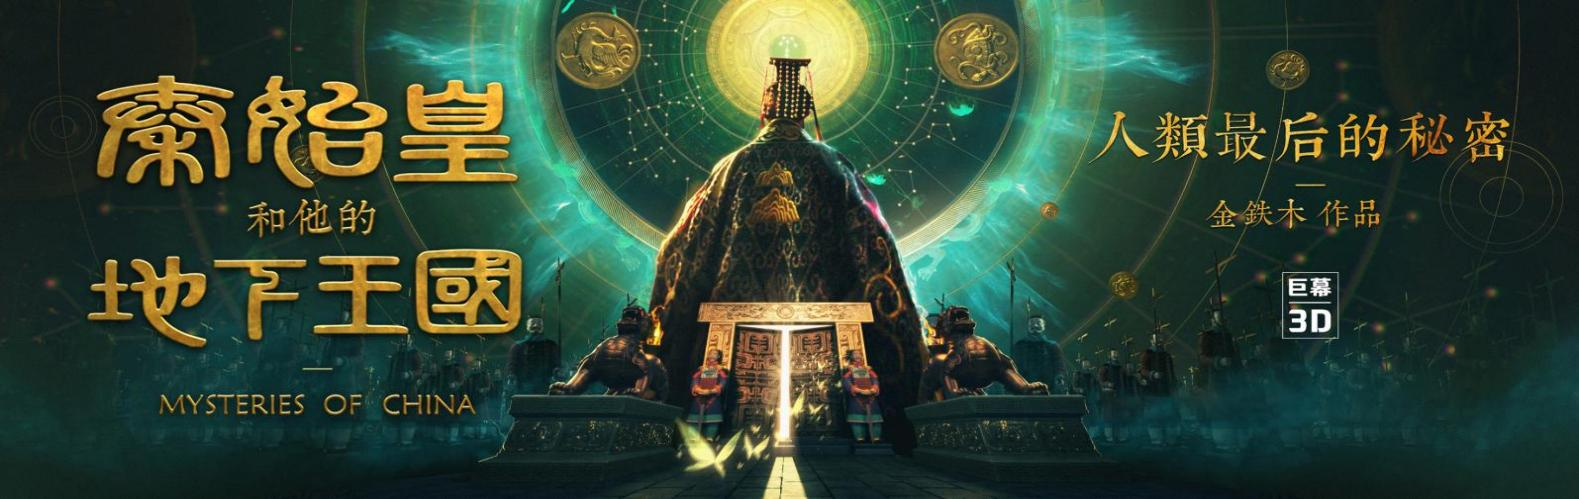 秦始皇
和他的
地下王國
MYSTERIES OF CHINA
人類最后的秘密
金鉄木 作品
巨幕
3D